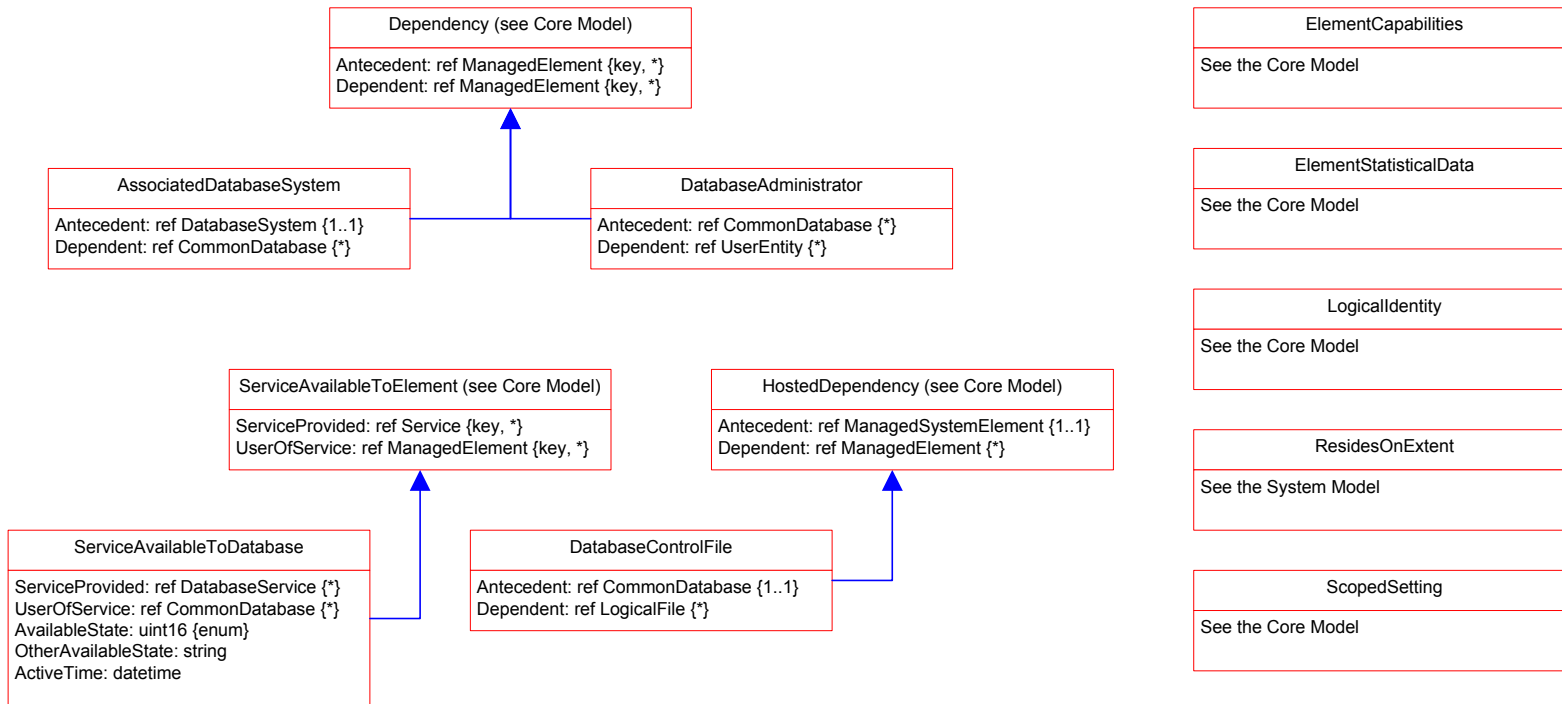 Dependency (see Core Model)
Antecedent: ref ManagedElement {key, *}
Dependent: ref ManagedElement {key, *}
ElementCapabilities
See the Core Model
AssociatedDatabaseSystem
Antecedent: ref DatabaseSystem {1..1}
Dependent: ref CommonDatabase {*}
DatabaseAdministrator
Antecedent: ref CommonDatabase {*}
Dependent: ref UserEntity {*}
ElementStatisticalData
See the Core Model
LogicalIdentity
See the Core Model
ServiceAvailableToElement (see Core Model)
ServiceProvided: ref Service {key, *}
UserOfService: ref ManagedElement {key, *}
HostedDependency (see Core Model)
Antecedent: ref ManagedSystemElement {1..1}
Dependent: ref ManagedElement {*}
ResidesOnExtent
See the System Model
ServiceAvailableToDatabase
ServiceProvided: ref DatabaseService {*}
UserOfService: ref CommonDatabase {*}
AvailableState: uint16 {enum}
OtherAvailableState: string
ActiveTime: datetime
DatabaseControlFile
Antecedent: ref CommonDatabase {1..1}
Dependent: ref LogicalFile {*}
ScopedSetting
See the Core Model